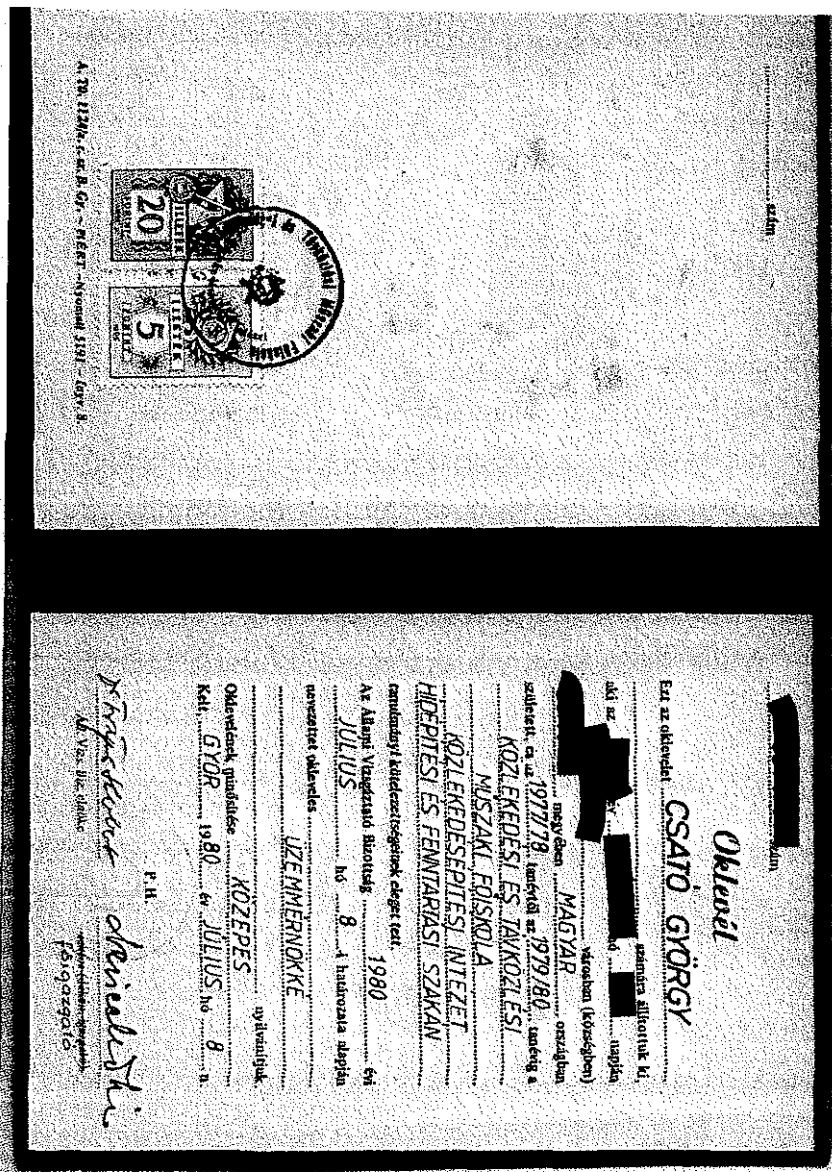 szám
20
5
szám
Oklevél
Ezt az oklevelet CSATÓ GYÖRGY
számára állítottuk ki,
aki az napján
városban (községben)
megyében MAGYAR országban
született, és az 1977/78 tanévtől az 1979/80 tanévig a
KÖZLEKEDÉSI ÉS TÁVKÖZLÉSI
MŰSZAKI FŐISKOLA
KÖZLEKEDÉSÉPÍTÉSI INTÉZET
HÍDÉPÍTÉSI ÉS FENNTARTÁSI SZAKÁN
tanulmányi kötelezettségeinek eleget tett.
Az Állami Vizsgáztató Bizottság 1980 évi
JÚLIUS hó 8 -i határozata alapján
nevezettet okleveles
ÜZEMMÉRNÖKKÉ
nyilvánítjuk.
Oklevelének minősítése KÖZEPES
Kelt, GYŐR 1980 év JÚLIUS hó 8 n.
P. H.
Áll. Viz. Biz. elnöke
főigazgató